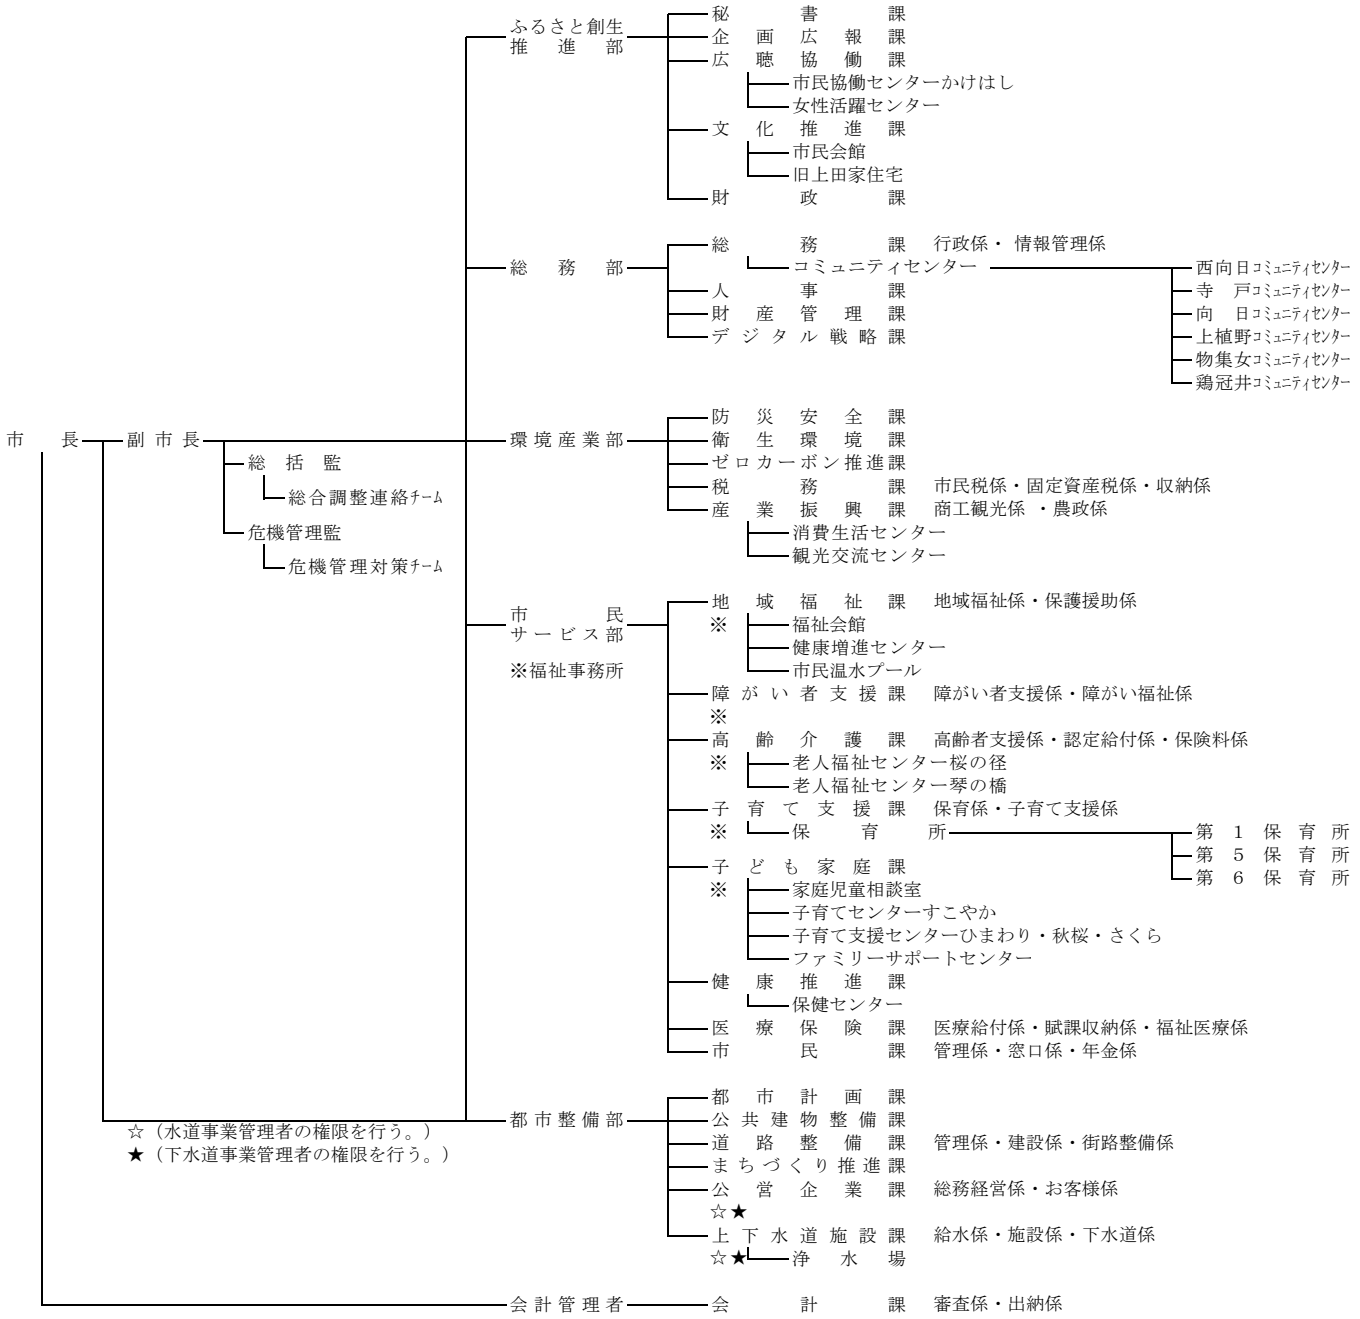 秘書課
ふるさと創生
推進部
企画広報課
広聴協働課
市民協働センターかけはし
女性活躍センター
文化推進課
市民会館
旧上田家住宅
財政課
総務課 行政係・ 情報管理係
総務部
コミュニティセンター
西向日コミュニティセンター
人事課
寺戸コミュニティセンター
財産管理課
向日コミュニティセンター
デジタル戦略課
上植野コミュニティセンター
物集女コミュニティセンター
鶏冠井コミュニティセンター
市長
副市長
総括監
総合調整連絡チーム
危機管理監
危機管理対策チーム
環境産業部
防災安全課
衛生環境課
ゼロカーボン推進課
税務課 市民税係・固定資産税係・収納係
産業振興課 商工観光係 ・農政係
消費生活センター
観光交流センター
市民
サービス部
※福祉事務所
地域福祉課 地域福祉係・保護援助係
※
福祉会館
健康増進センター
市民温水プール
障がい者支援課 障がい者支援係・障がい福祉係
※
高齢介護課 高齢者支援係・認定給付係・保険料係
※
老人福祉センター桜の径
老人福祉センター琴の橋
子育て支援課 保育係・子育て支援係
※
保育所
第1保育所
第5保育所
第6保育所
子ども家庭課
※
家庭児童相談室
子育てセンターすこやか
子育て支援センターひまわり・秋桜・さくら
ファミリーサポートセンター
健康推進課
保健センター
医療保険課 医療給付係・賦課収納係・福祉医療係
市民課 管理係・窓口係・年金係
☆（水道事業管理者の権限を行う。）
★（下水道事業管理者の権限を行う。）
都市整備部
都市計画課
公共建物整備課
道路整備課 管理係・建設係・街路整備係
まちづくり推進課
公営企業課 総務経営係・お客様係
☆★
上下水道施設課 給水係・施設係・下水道係
☆★
浄水場
会計管理者
会計課 審査係・出納係